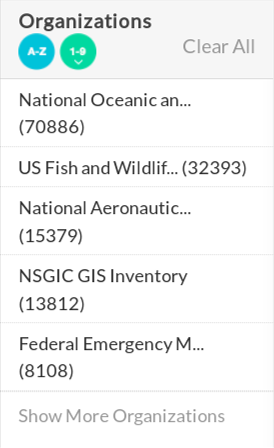 Organizations
A-Z 1-9 Clear All
National Oceanic an...
(70886)
US Fish and Wildlif... (32393)
National Aeronautic...
(15379)
NSGIC GIS Inventory
(13812)
Federal Emergency M...
(8108)
Show More Organizations